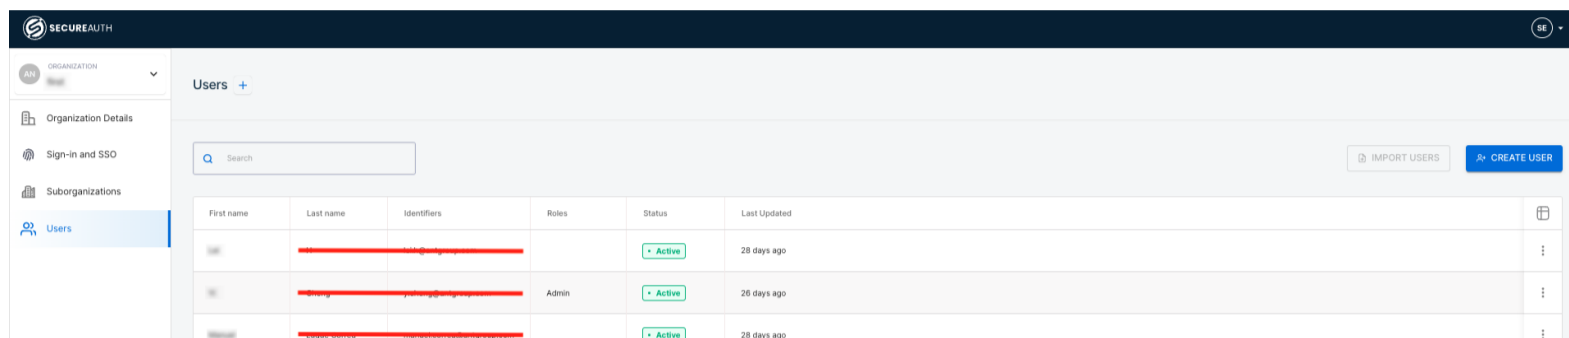 SECUREAUTH
SE
AN
ORGANIZATION
Organization Details
Sign-in and SSO
Suborganizations
Users
Users +
Search
IMPORT USERS
CREATE USER
First name Last name Identifiers Roles Status Last Updated
Active 28 days ago
Admin Active 26 days ago
Active 28 days ago